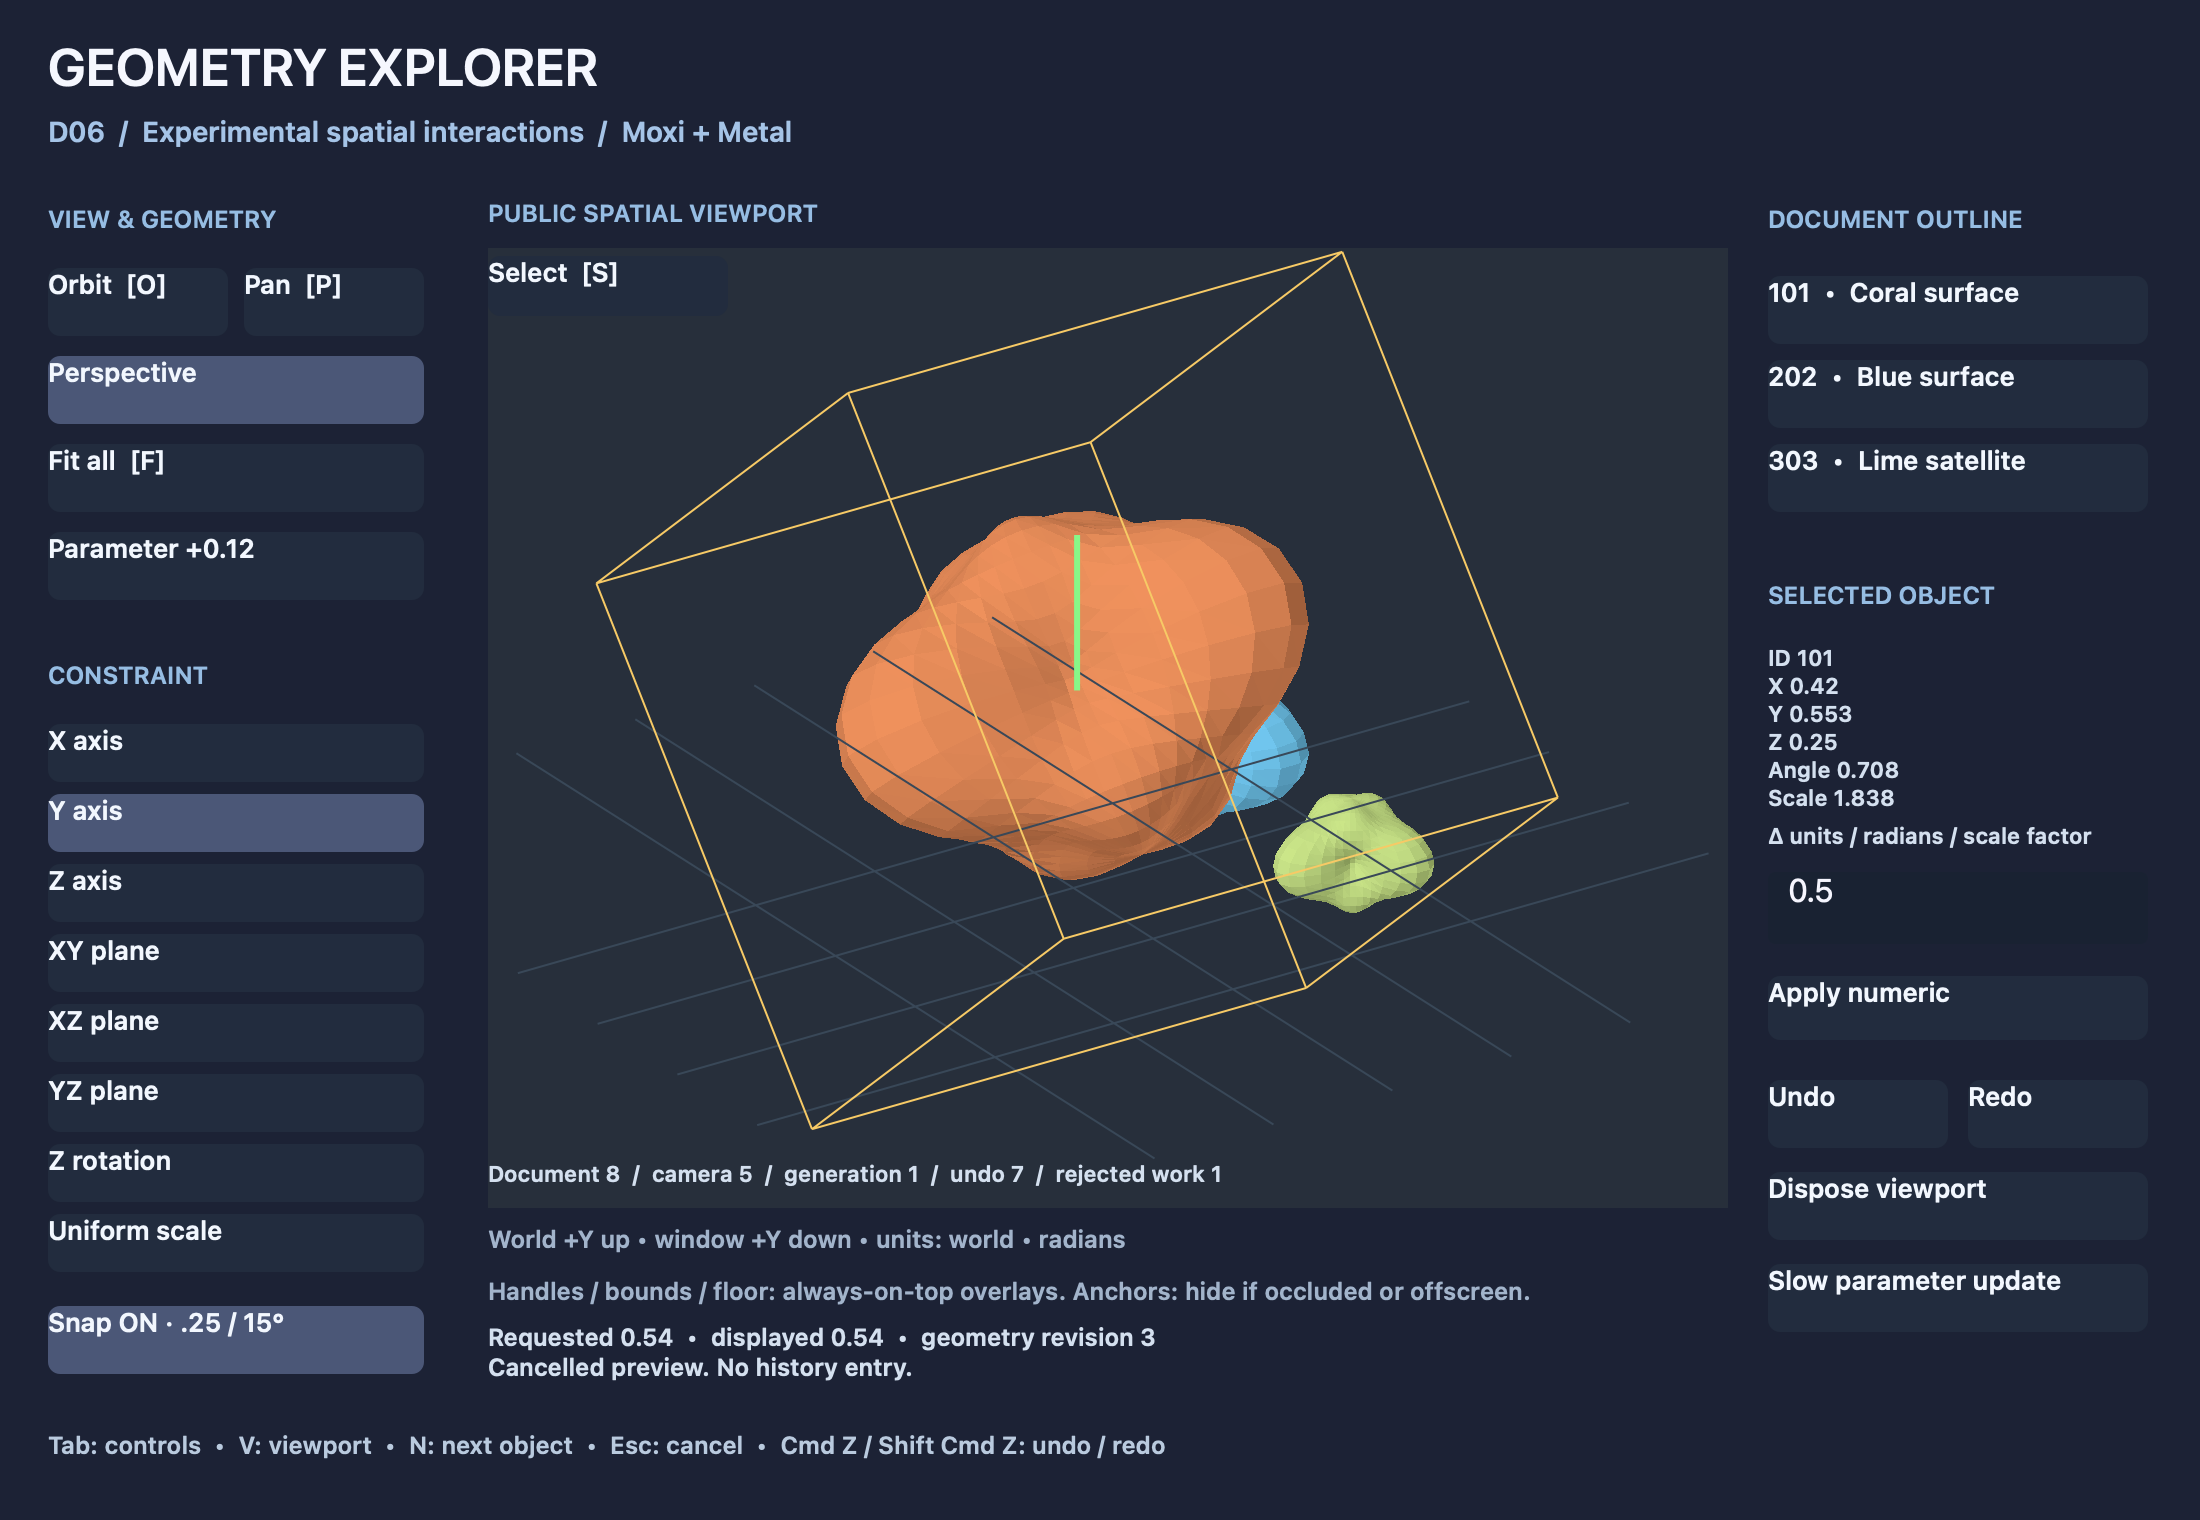 GEOMETRY EXPLORER
D06 / Experimental spatial interactions / Moxi + Metal
VIEW & GEOMETRY
Orbit [O]
Pan [P]
Perspective
Fit all [F]
Parameter +0.12
CONSTRAINT
X axis
Y axis
Z axis
XY plane
XZ plane
YZ plane
Z rotation
Uniform scale
Snap ON · .25 / 15°
PUBLIC SPATIAL VIEWPORT
Select [S]
Document 8 / camera 5 / generation 1 / undo 7 / rejected work 1
World +Y up • window +Y down • units: world • radians
Handles / bounds / floor: always-on-top overlays. Anchors: hide if occluded or offscreen.
Requested 0.54 • displayed 0.54 • geometry revision 3
Cancelled preview. No history entry.
DOCUMENT OUTLINE
101 • Coral surface
202 • Blue surface
303 • Lime satellite
SELECTED OBJECT
ID 101
X 0.42
Y 0.553
Z 0.25
Angle 0.708
Scale 1.838
Δ units / radians / scale factor
0.5
Apply numeric
Undo
Redo
Dispose viewport
Slow parameter update
Tab: controls • V: viewport • N: next object • Esc: cancel • Cmd Z / Shift Cmd Z: undo / redo